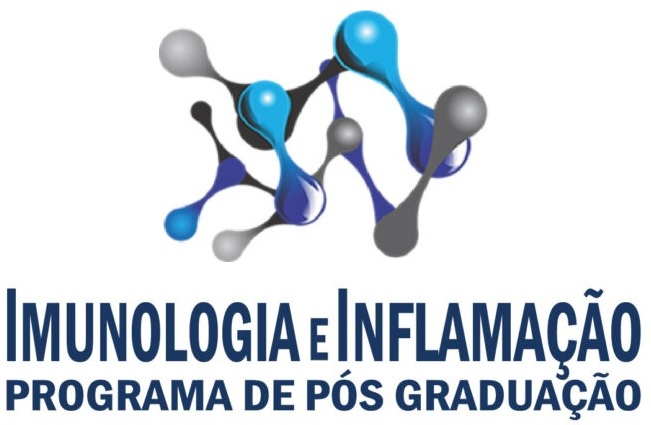 IMUNOLOGIA E INFLAMAÇÃO
PROGRAMA DE PÓS GRADUAÇÃO